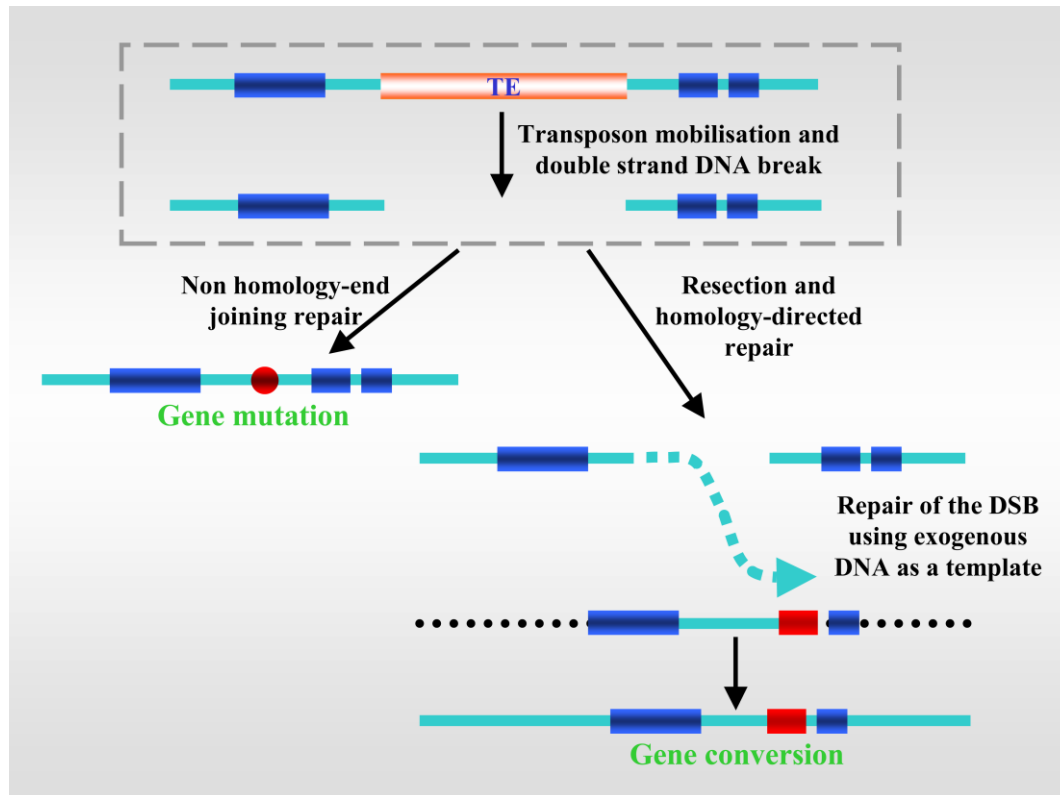 TE
Transposon mobilisation and
double strand DNA break
Non homology-end
joining repair
Resection and
homology-directed
repair
Gene mutation
Repair of the DSB
using exogenous
DNA as a template
Gene conversion